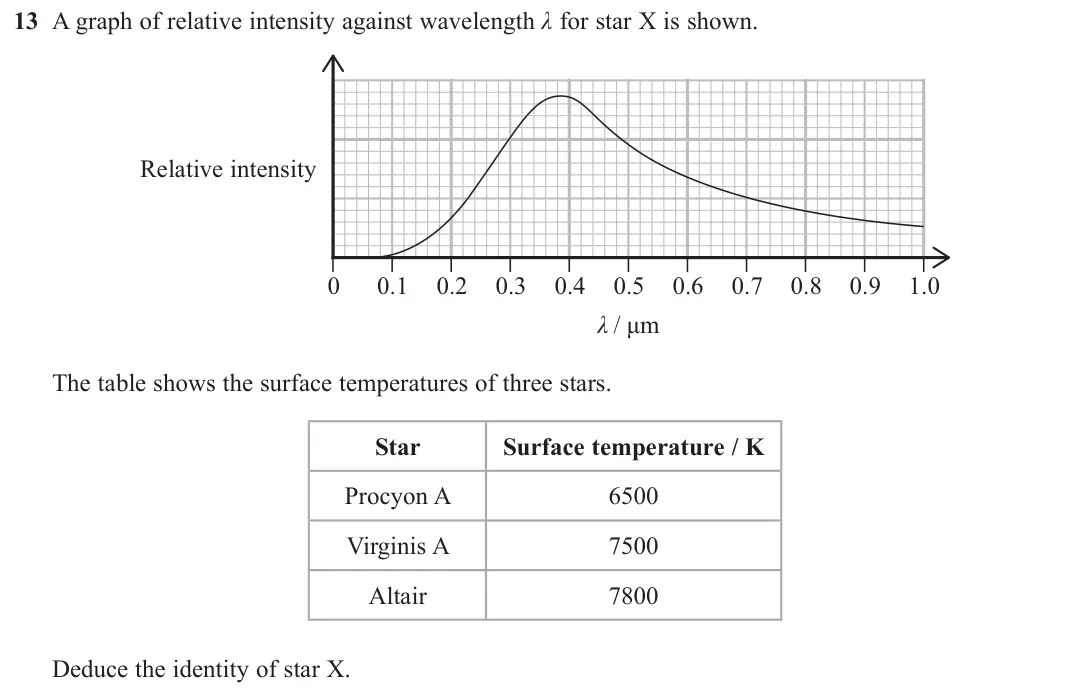 13 A graph of relative intensity against wavelength λ for star X is shown.
Relative intensity
0 0.1 0.2 0.3 0.4 0.5 0.6 0.7 0.8 0.9 1.0
λ / μm
The table shows the surface temperatures of three stars.
Star Surface temperature / K
Procyon A 6500
Virginis A 7500
Altair 7800
Deduce the identity of star X.